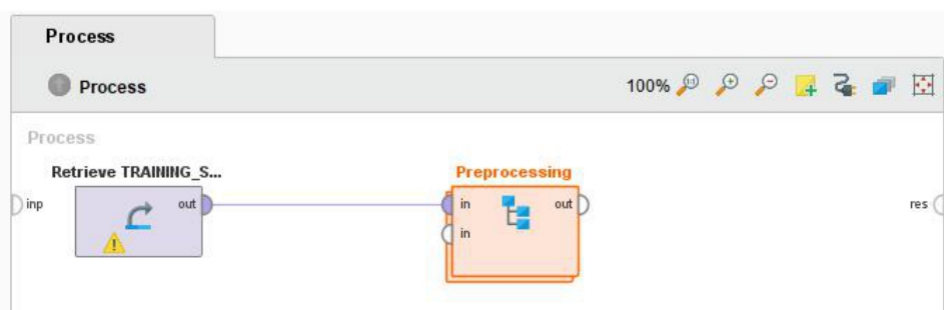 Process
Process
100%
Process
Retrieve TRAINING_S...
Preprocessing
inp
out
in
out
res
in